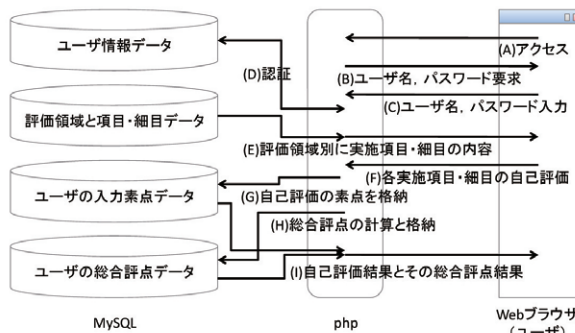 ユーザ情報データ
(A)アクセス
(D)認証
(B)ユーザ名，パスワード要求
(C)ユーザ名，パスワード入力
評価領域と項目・細目データ
(E)評価領域別に実施項目・細目の内容
(F)各実施項目・細目の自己評価
ユーザの入力素点データ
(G)自己評価の素点を格納
(H)総合評点の計算と格納
ユーザの総合評点データ
(I)自己評価結果とその総合評点結果
MySQL
php
Webブラウザ
（ユーザ）